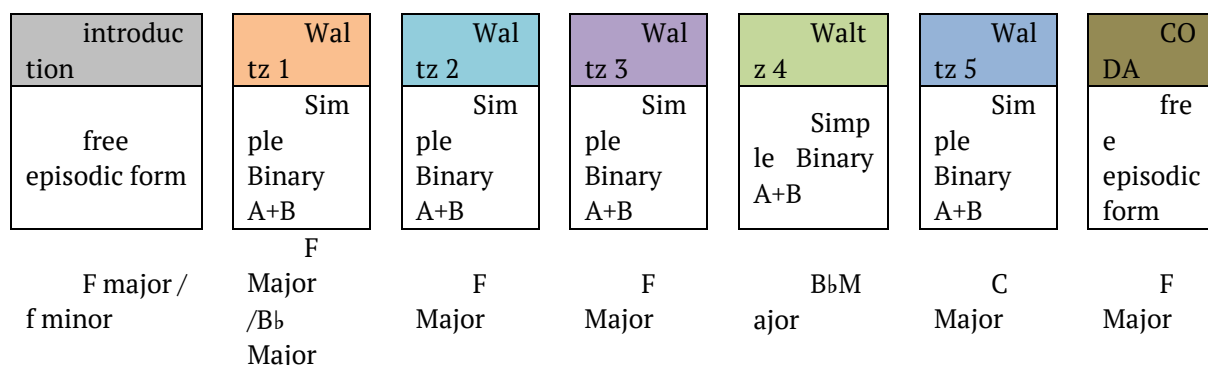 introduc
tion
Wal
tz 1
Wal
tz 2
Wal
tz 3
Walt
z 4
Wal
tz 5
CO
DA
free
episodic form
Sim
ple
Binary
A+B
Sim
ple
Binary
A+B
Sim
ple
Binary
A+B
Simp
le Binary
A+B
Sim
ple
Binary
A+B
fre
e
episodic
form
F major /
f minor
F
Major
/B♭
Major
F
Major
F
Major
B♭M
ajor
C
Major
F
Major